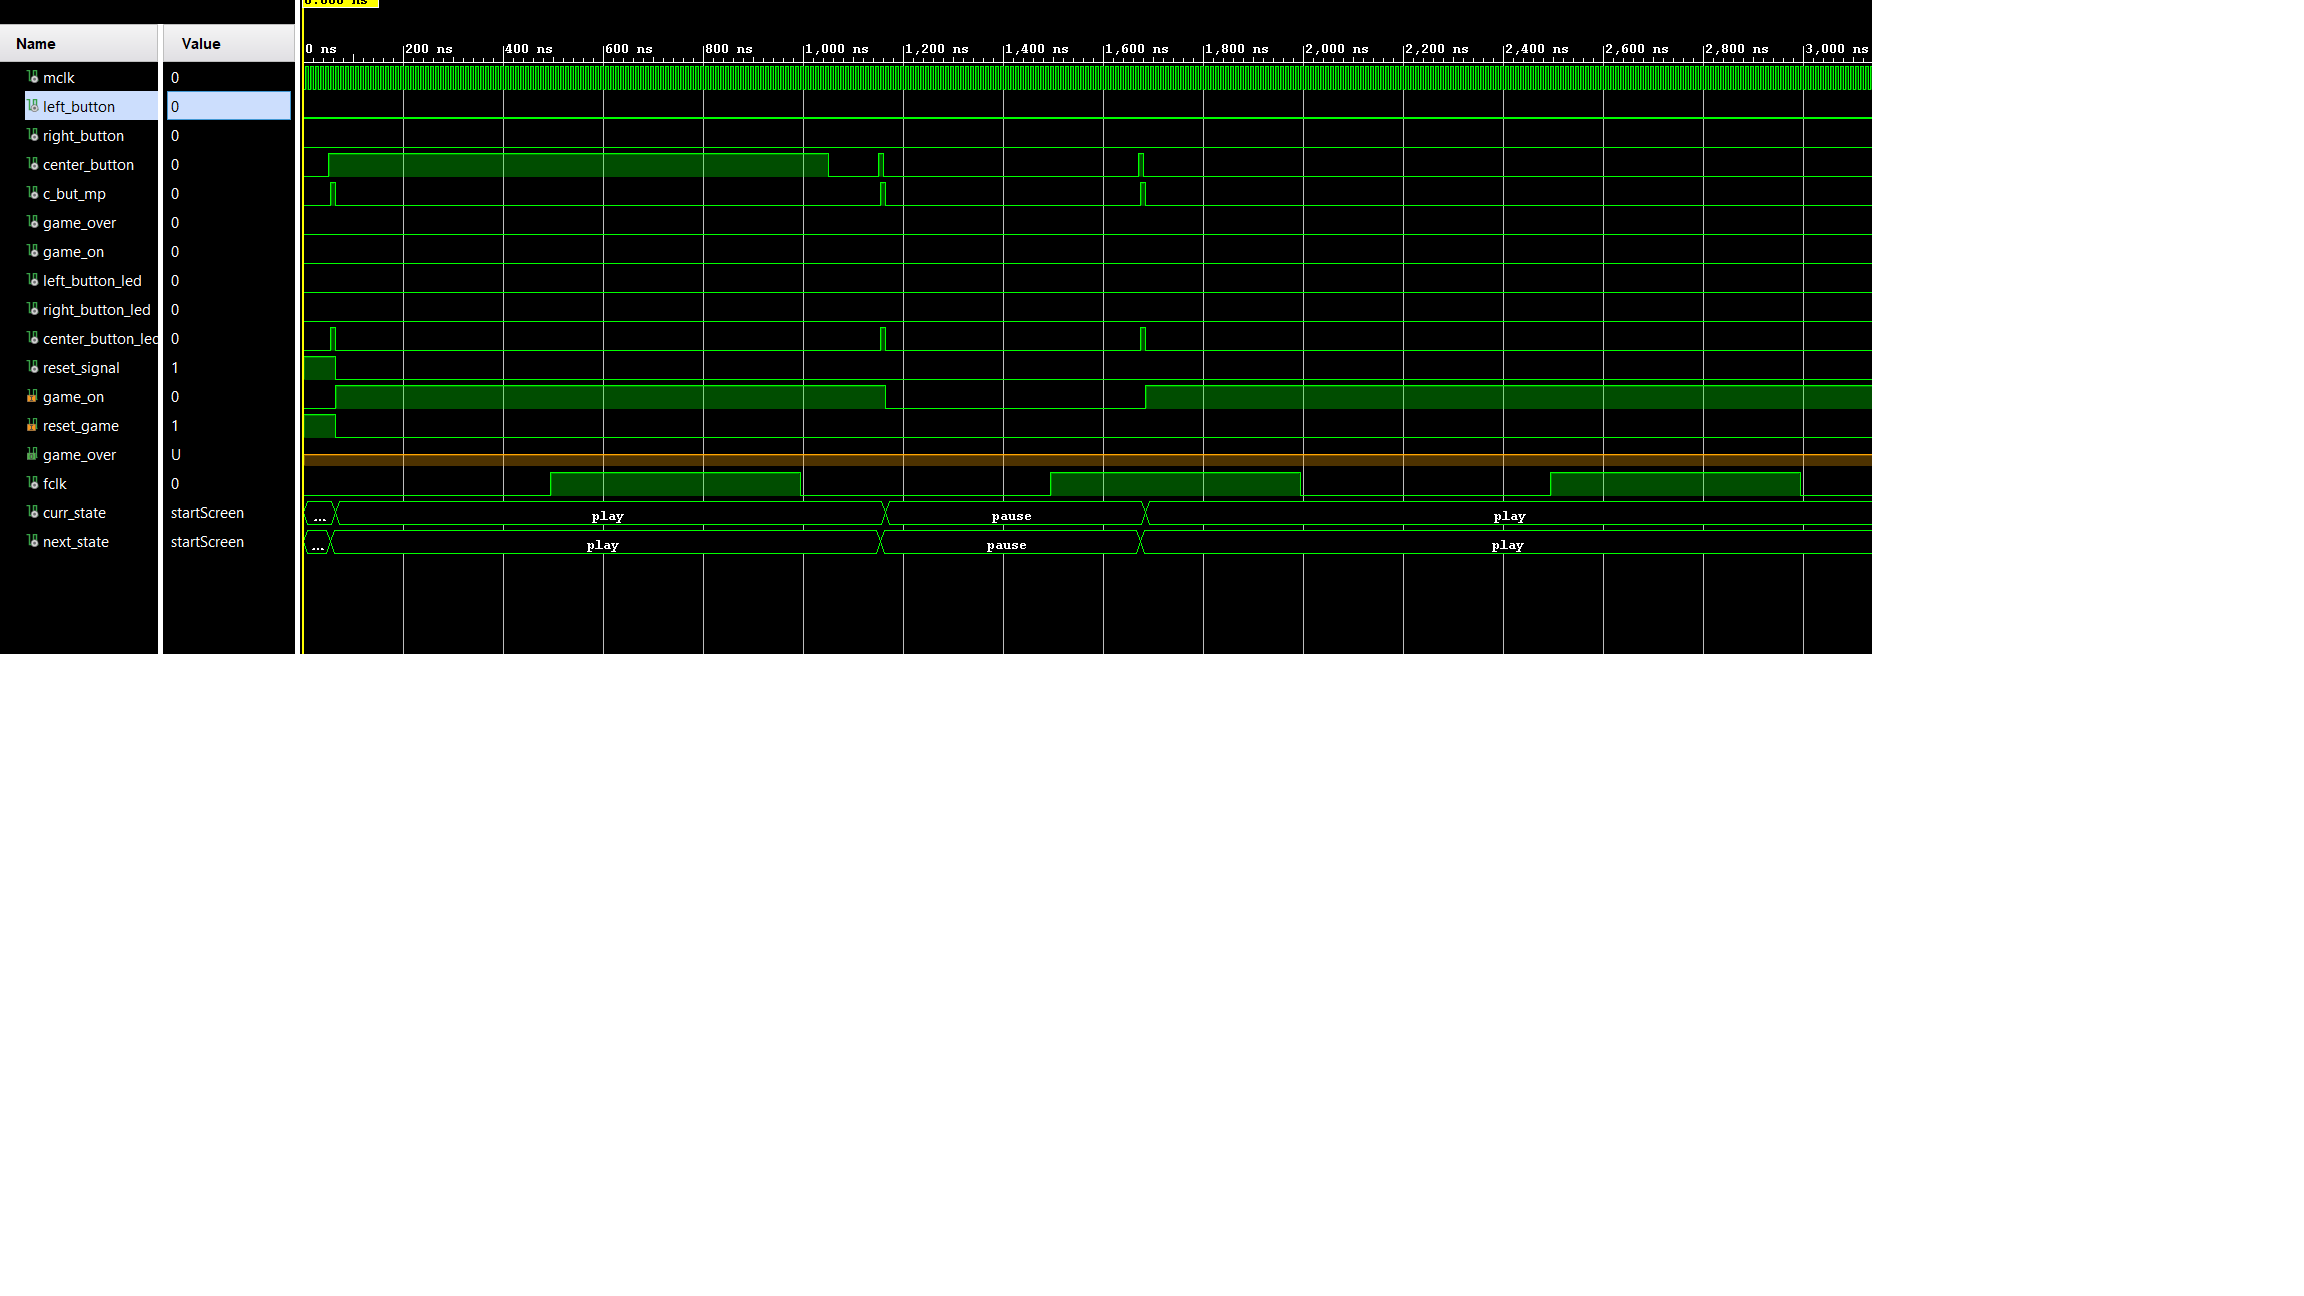 0.000 ns
Name Value
0 ns 200 ns 400 ns 600 ns 800 ns 1,000 ns 1,200 ns 1,400 ns 1,600 ns 1,800 ns 2,000 ns 2,200 ns 2,400 ns 2,600 ns 2,800 ns 3,000 ns
mclk 0
left_button 0
right_button 0
center_button 0
c_but_mp 0
game_over 0
game_on 0
left_button_led 0
right_button_led 0
center_button_lec 0
reset_signal 1
game_on 0
reset_game 1
game_over U
fclk 0
curr_state startScreen ... play pause play
next_state startScreen ... play pause play